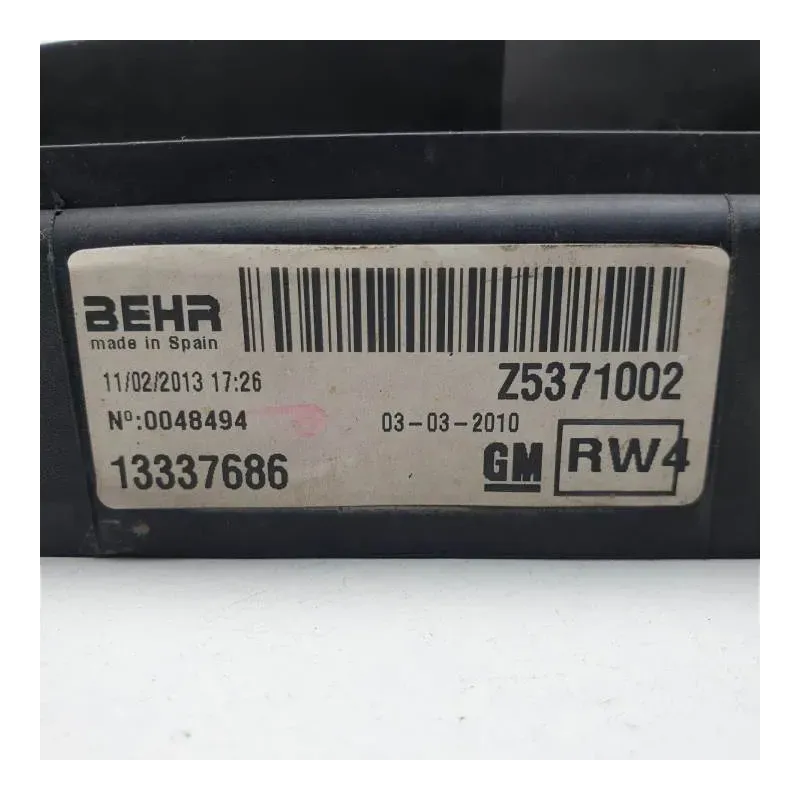 BEHR
made in Spain
11/02/2013 17:26
Z5371002
Nº:0048494
03-03-2010
13337686
GM
RW4